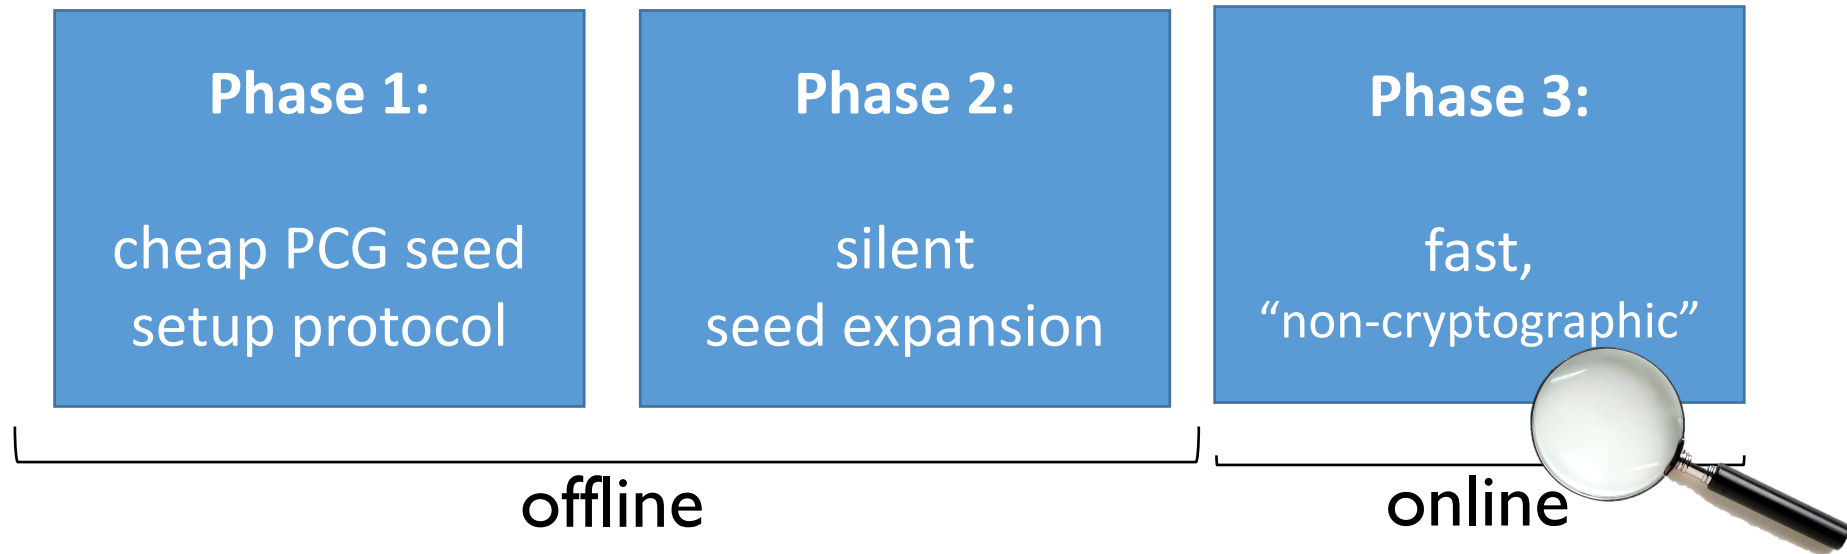 Phase 1:
cheap PCG seed
setup protocol
Phase 2:
silent
seed expansion
Phase 3:
fast,
“non-cryptographic”
offline
online